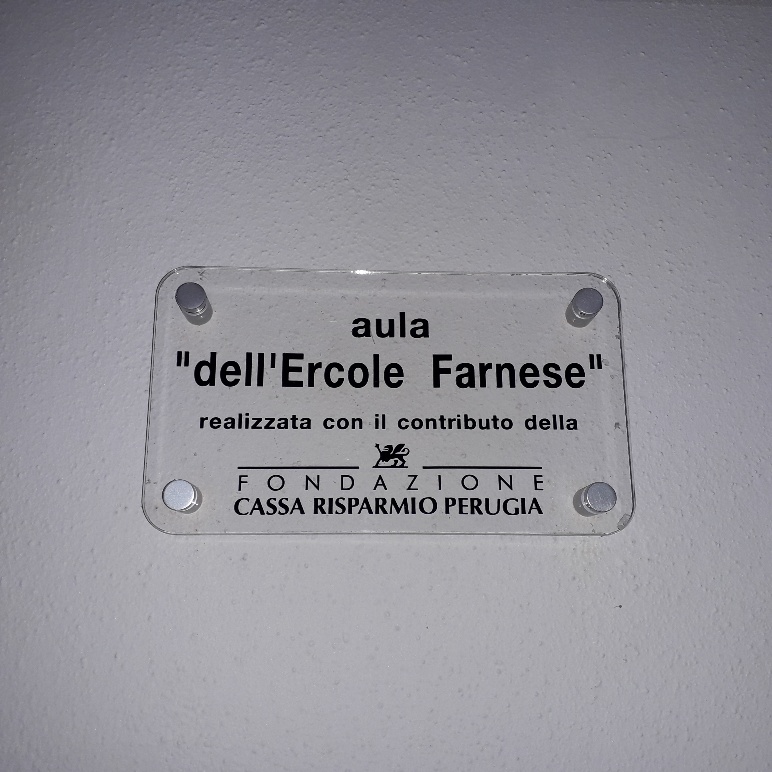 aula
"dell'Ercole Farnese"
realizzata con il contributo della
FONDAZIONE
CASSA RISPARMIO PERUGIA